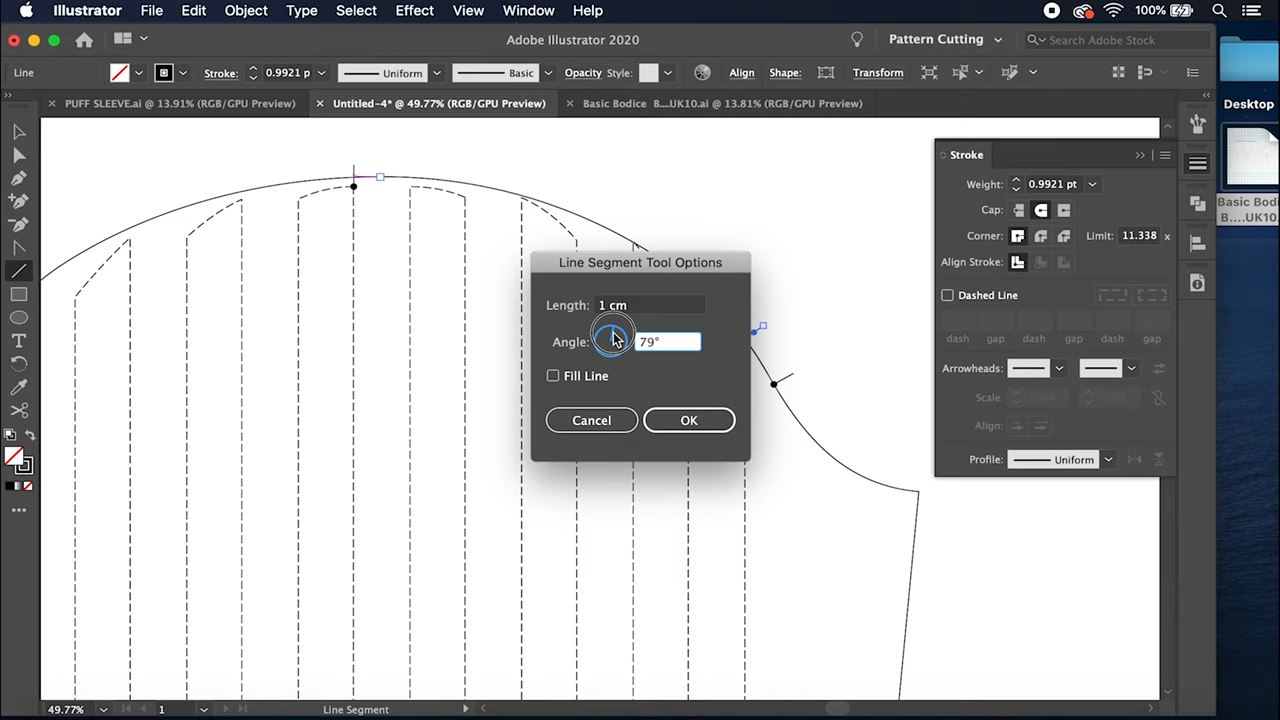 Illustrator File Edit Object Type Select Effect View Window Help 100%
Adobe Illustrator 2020 Pattern Cutting Search Adobe Stock
Line Stroke: 0.9921 p Uniform Basic Opacity Style: Align Shape: Transform
× PUFF SLEEVE.ai @ 13.91% (RGB/GPU Preview) × Untitled-4* @ 49.77% (RGB/GPU Preview) × Basic Bodice B....UK10.ai @ 13.81% (RGB/GPU Preview)
Desktop
Stroke
Weight: 0.9921 pt
Cap:
Corner: Limit: 11.338 x
Align Stroke:
Dashed Line
dash gap dash gap dash gap
Arrowheads:
Scale: 100% 100%
Align:
Profile: Uniform
Basic Bodi
B....UK10
Line Segment Tool Options
Length: 1 cm
Angle: 79°
Fill Line
Cancel OK
49.77% 1 Line Segment